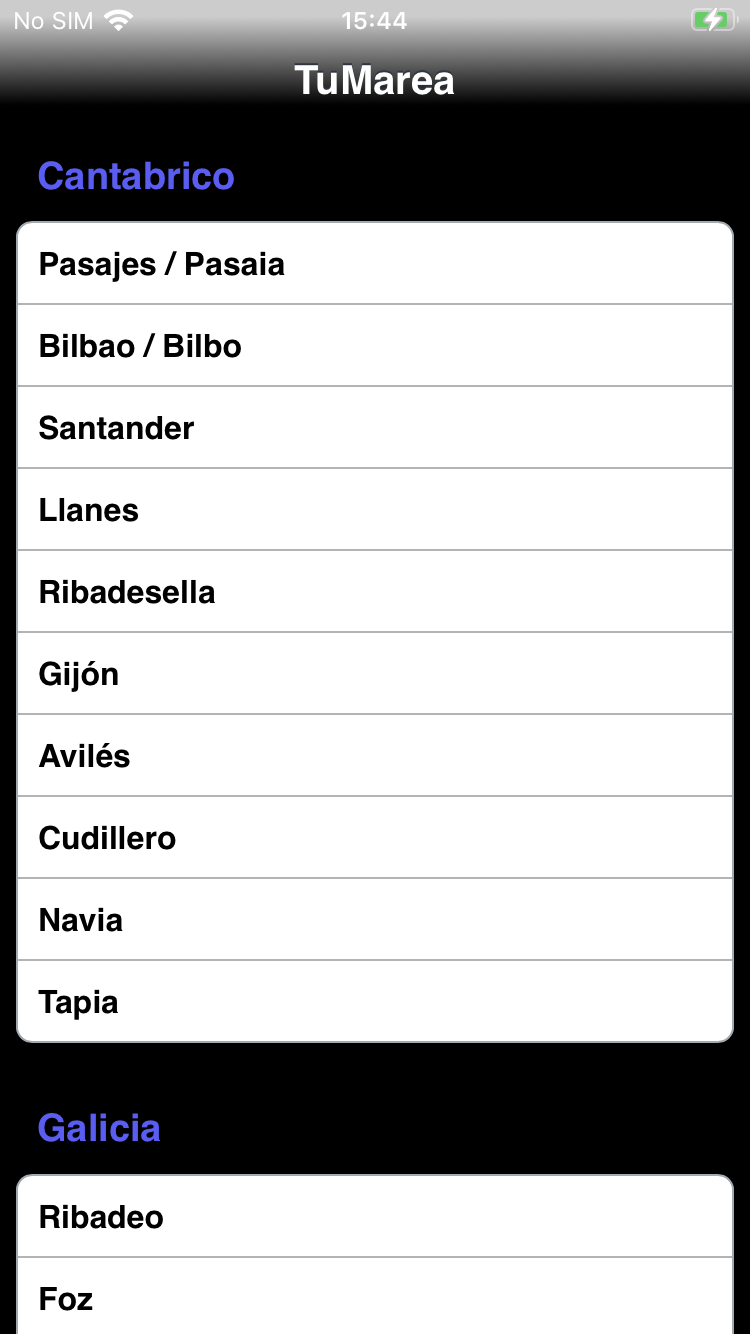 No SIM 15:44
TuMarea
Cantabrico
Pasajes / Pasaia
Bilbao / Bilbo
Santander
Llanes
Ribadesella
Gijón
Avilés
Cudillero
Navia
Tapia
Galicia
Ribadeo
Foz